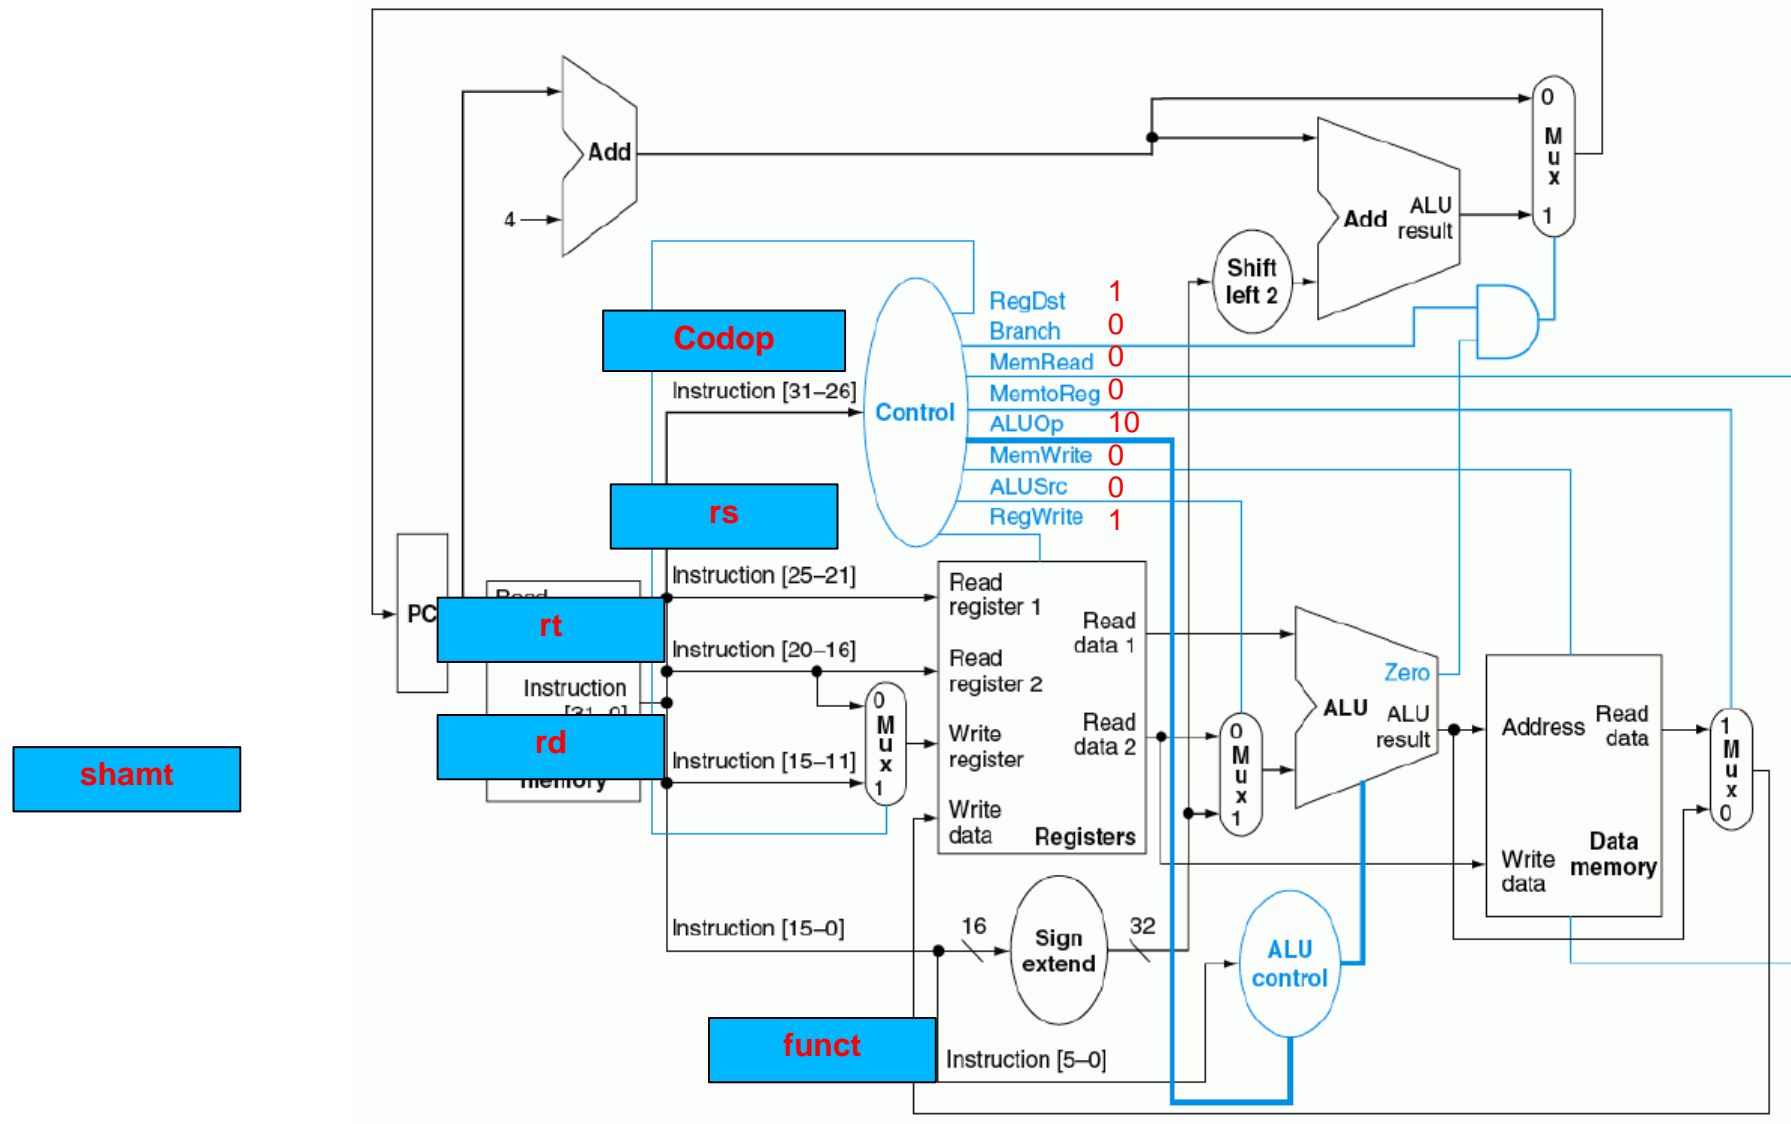 0
M
u
x
1
Add
4
Add
ALU
result
Shift
left 2
RegDst 1
Branch 0
MemRead 0
MemtoReg 0
ALUOp 10
MemWrite 0
ALUSrc 0
RegWrite 1
Codop
Instruction [31–26]
Control
rs
Instruction [25–21]
PC
rt
Instruction [20–16]
Instruction
rd
Instruction [15–11]
memory
shamt
0
M
u
x
1
Read
register 1
Read
register 2
Write
register
Write
data
Read
data 1
Read
data 2
Registers
0
M
u
x
1
Zero
ALU
ALU
result
Address
Read
data
Write
data
Data
memory
1
M
u
x
0
Instruction [15–0]
16
Sign
extend
32
ALU
control
funct
Instruction [5–0]